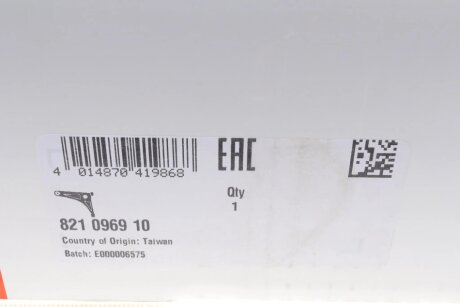 EAC
4 014870 419868
Qty
1
821 0969 10
Country of Origin: Taiwan
Batch: E000006575